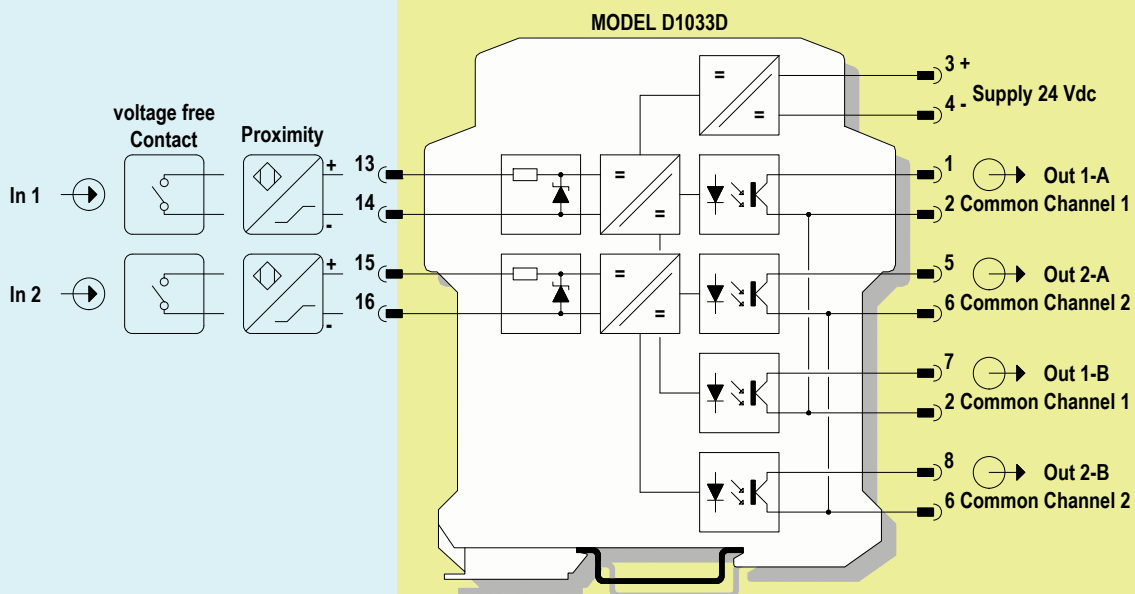 MODEL D1033D
3 +
4 -
Supply 24 Vdc
voltage free
Contact
Proximity
In 1
+
-
13
14
=
=
=
=
1
Out 1-A
2 Common Channel 1
In 2
+
-
15
16
=
=
5
Out 2-A
6 Common Channel 2
7
Out 1-B
2 Common Channel 1
8
Out 2-B
6 Common Channel 2